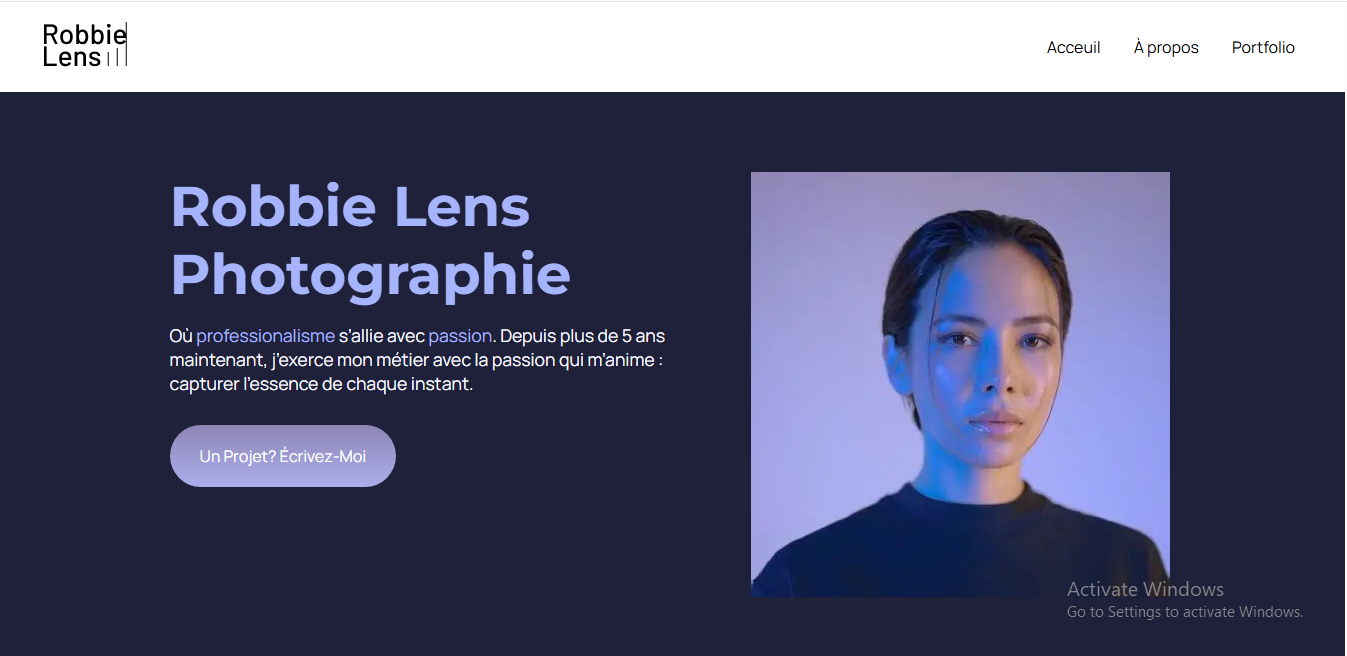 Robbie
Lens
Acceuil
À propos
Portfolio
Robbie Lens
Photographie
Où professionalisme s'allie avec passion. Depuis plus de 5 ans
maintenant, j'exerce mon métier avec la passion qui m'anime :
capturer l'essence de chaque instant.
Un Projet? Écrivez-Moi
Activate Windows
Go to Settings to activate Windows.